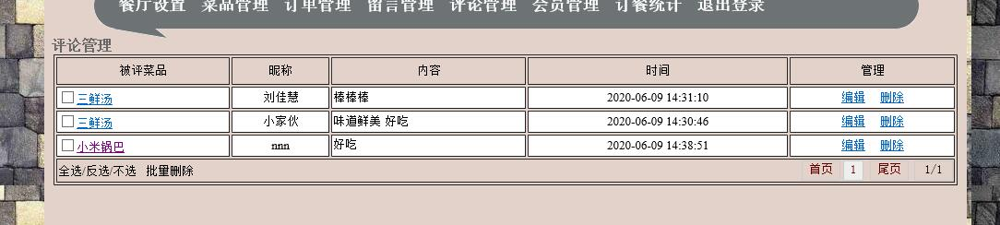 餐厅设置 菜品管理 订单管理 留言管理 评论管理 会员管理 订餐统计 退出登录
评论管理
被评菜品 昵称 内容 时间 管理
三鲜汤 刘佳慧 棒棒棒 2020-06-09 14:31:10 编辑 删除
三鲜汤 小家伙 味道鲜美 好吃 2020-06-09 14:30:46 编辑 删除
小米锅巴 nnn 好吃 2020-06-09 14:38:51 编辑 删除
全选/反选/不选 批量删除 首页 1 尾页 1/1